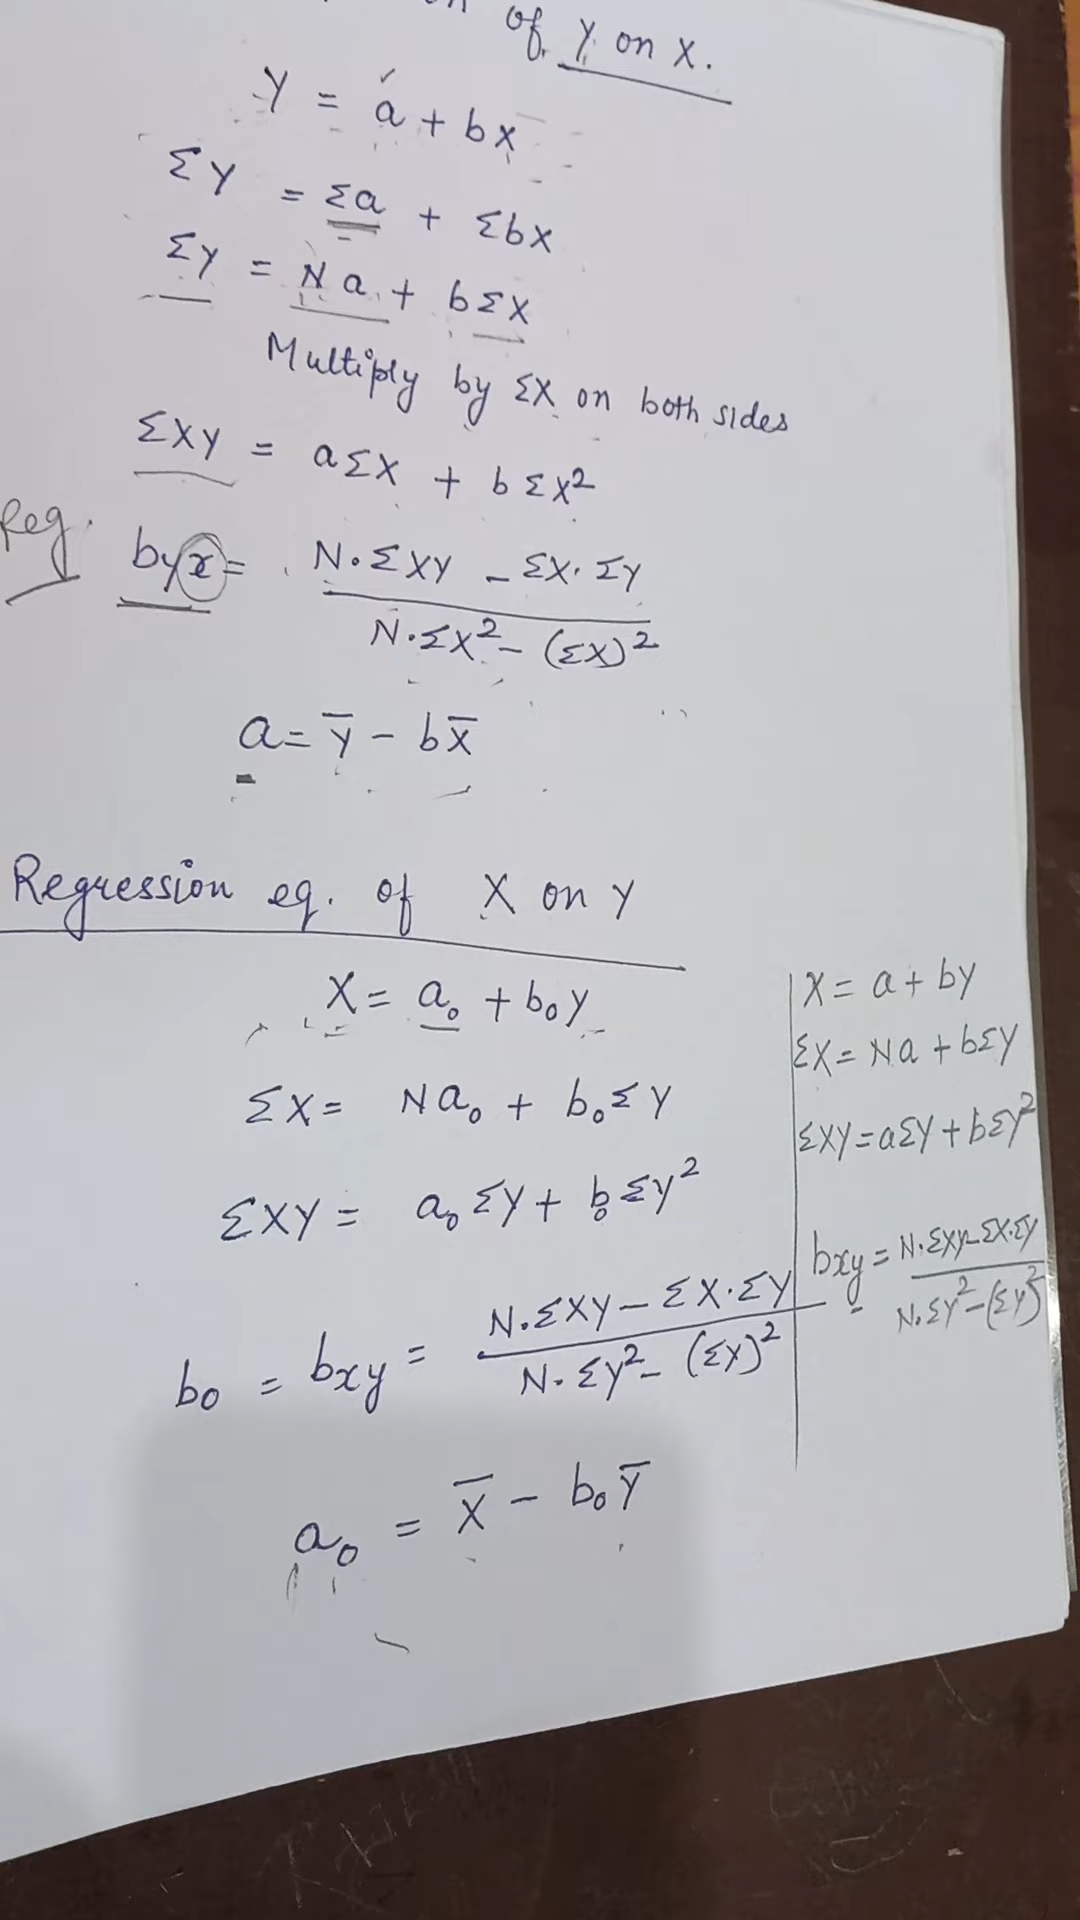 of Y on X.
Y = a + bX
ΣY = Σa + ΣbX
ΣY = Na + bΣX
Multiply by ΣX on both sides
ΣXY = aΣX + bΣX²
Reg. byx = N.ΣXY - ΣX.ΣY
N.ΣX² - (ΣX)²
a = Y̅ - bX̅
Regression eq. of X on Y
X = a₀ + b₀Y
ΣX = Na₀ + b₀ΣY
ΣXY = a₀ΣY + b₀ΣY²
b₀ = bxy = N.ΣXY - ΣX.ΣY
N.ΣY² - (ΣY)²
a₀ = X̅ - b₀Y̅
X = a + bY
ΣX = Na + bΣY
ΣXY = aΣY + bΣY²
bxy = N.ΣXY - ΣX.ΣY
N.ΣY² - (ΣY)²